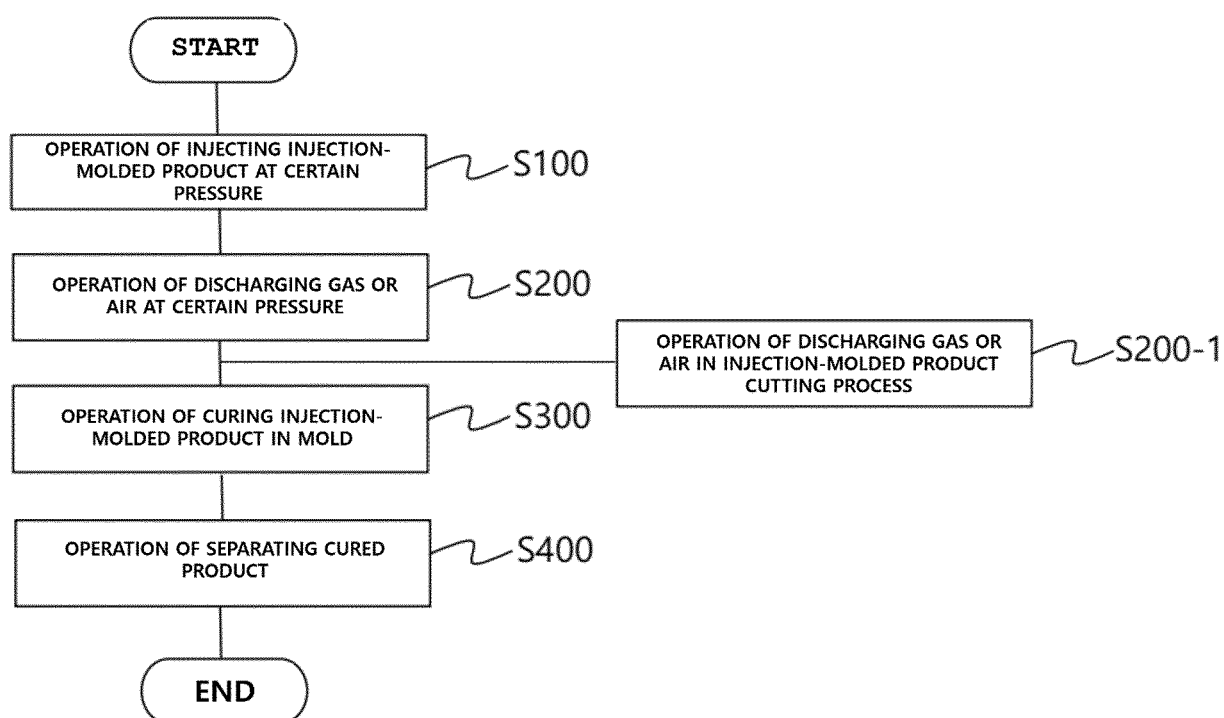 START
OPERATION OF INJECTING INJECTION-
MOLDED PRODUCT AT CERTAIN
PRESSURE
S100
OPERATION OF DISCHARGING GAS OR
AIR AT CERTAIN PRESSURE
S200
OPERATION OF DISCHARGING GAS OR
AIR IN INJECTION-MOLDED PRODUCT
CUTTING PROCESS
S200-1
OPERATION OF CURING INJECTION-
MOLDED PRODUCT IN MOLD
S300
OPERATION OF SEPARATING CURED
PRODUCT
S400
END